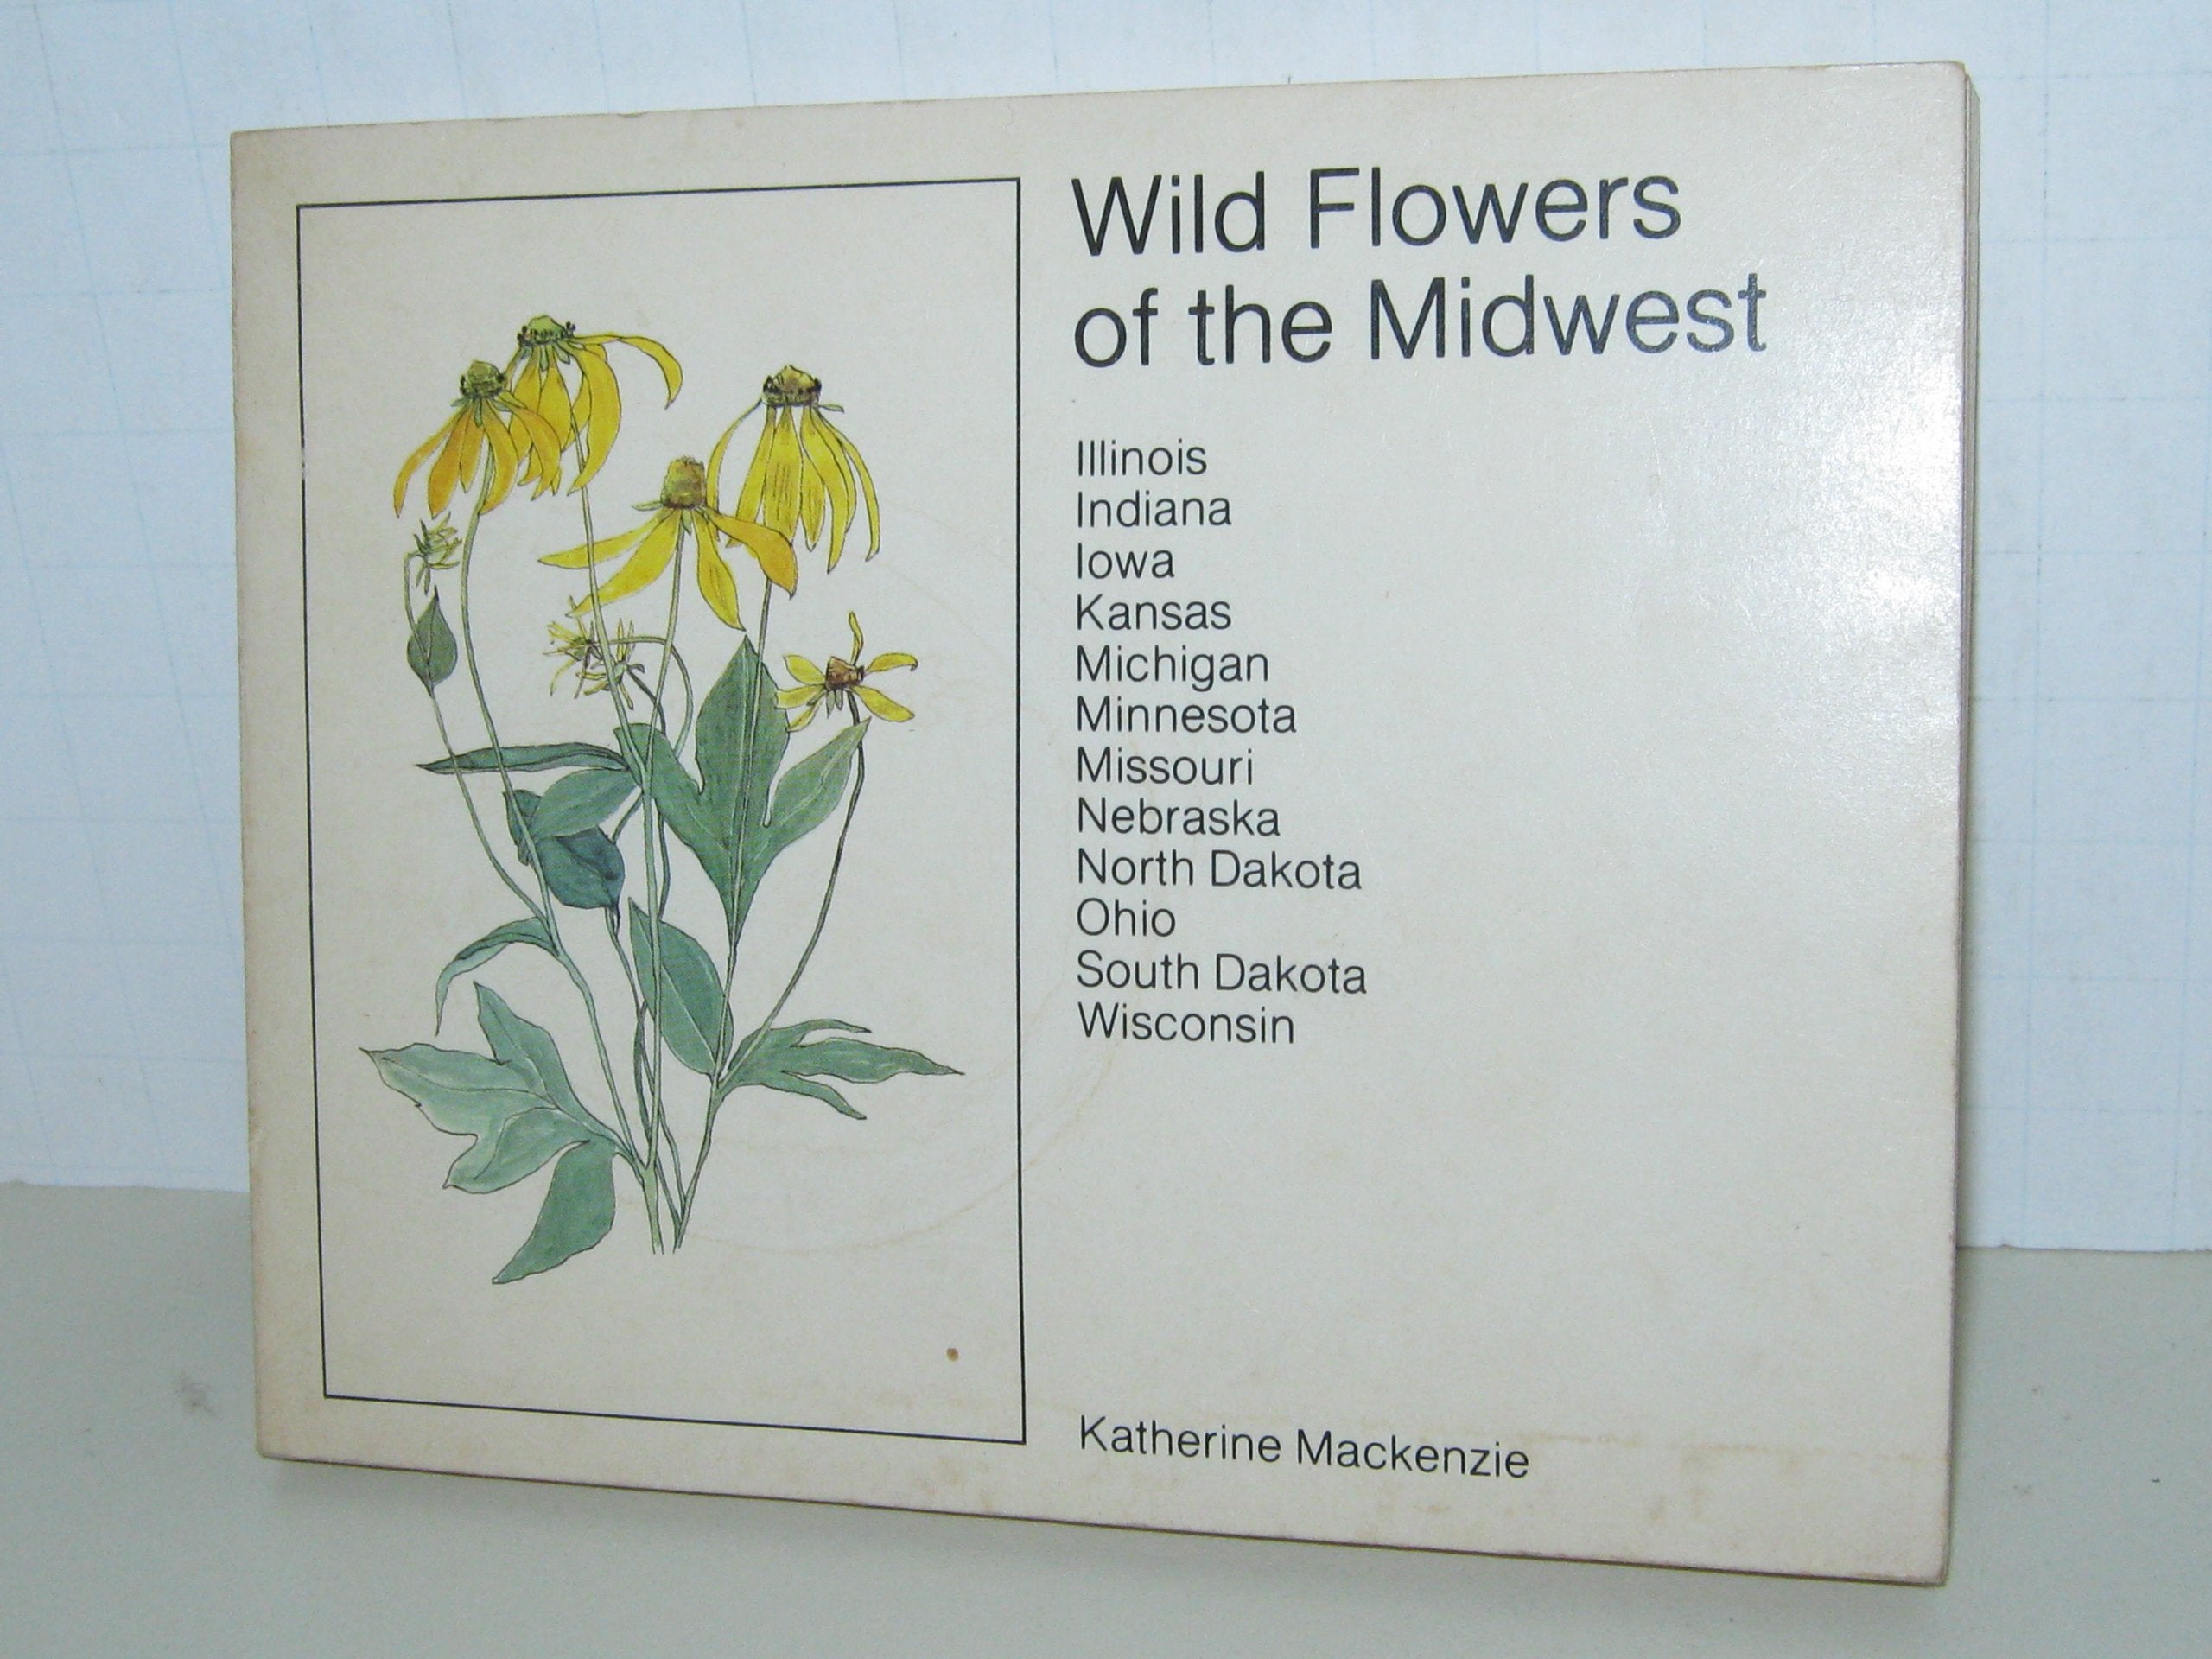 Wild Flowers
of the Midwest
Illinois
Indiana
Iowa
Kansas
Michigan
Minnesota
Missouri
Nebraska
North Dakota
Ohio
South Dakota
Wisconsin
Katherine Mackenzie